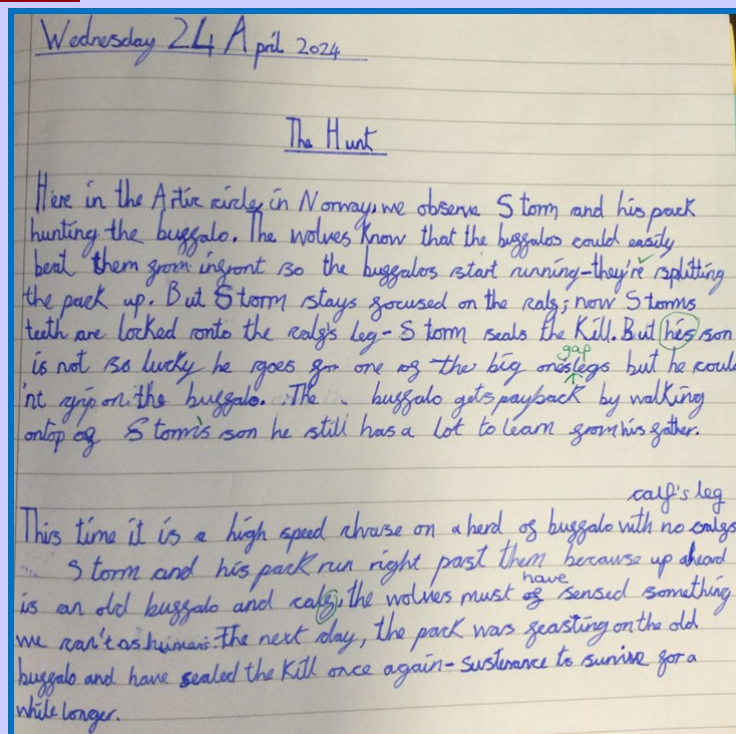 Wednesday 24 April 2024
The Hunt
Here in the Artic circle, in Norway, we observe Storm and his pack
hunting the buffalo. The wolves know that the buffalos could easily
beat them from infront so the buffalos start running-they're splitting
the pack up. But Storm stays focused on the calf; now Storms
teeth are locked onto the calf's leg-Storm seals the Kill. But his son
is not so lucky he goes for one of the big ones legs but he could
gap
'nt grip on the buffalo. The buffalo gets payback by walking
ontop of Storm's son he still has a lot to learn from his father.
calf's leg
This time it is a high speed chrase on a herd of buffalo with no calfs
Storm and his pack run right past them because up ahead
have
is an old buffalo and calf, the wolves must of sensed something
we can't as humans. The next day, the pack was feasting on the old
buffalo and have sealed the Kill once again-sustenance to survive for a
while longer.